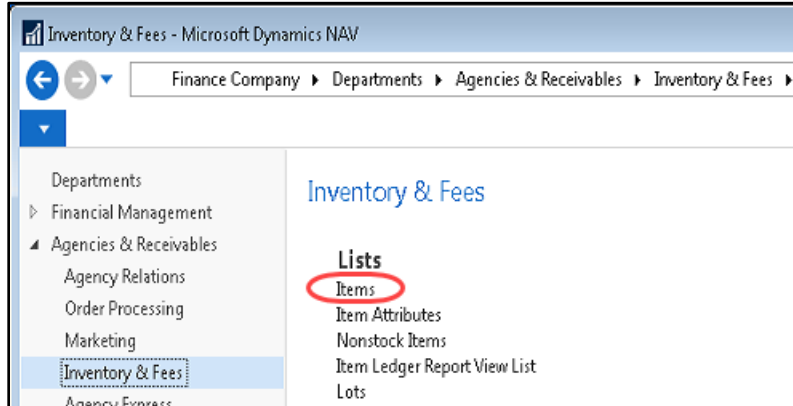 Inventory & Fees - Microsoft Dynamics NAV
Finance Company ▸ Departments ▸ Agencies & Receivables ▸ Inventory & Fees ▸
Departments
Financial Management
Agencies & Receivables
Agency Relations
Order Processing
Marketing
Inventory & Fees
Agency Express
Inventory & Fees
Lists
Items
Item Attributes
Nonstock Items
Item Ledger Report View List
Lots